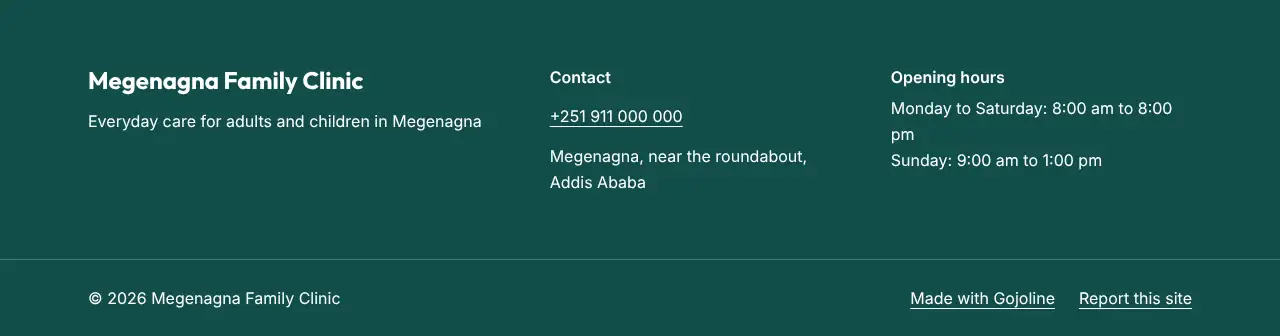 Megenagna Family Clinic
Everyday care for adults and children in Megenagna
Contact
+251 911 000 000
Megenagna, near the roundabout,
Addis Ababa
Opening hours
Monday to Saturday: 8:00 am to 8:00
pm
Sunday: 9:00 am to 1:00 pm
© 2026 Megenagna Family Clinic
Made with Gojoline
Report this site